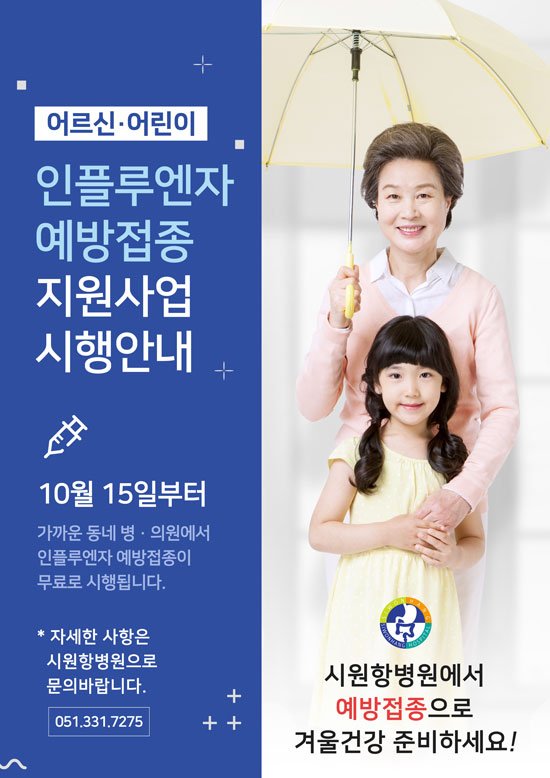 어르신·어린이
인플루엔자
예방접종
지원사업
시행안내
10월 15일부터
가까운 동네 병·의원에서
인플루엔자 예방접종이
무료로 시행됩니다.
* 자세한 사항은
시원항병원으로
문의바랍니다.
051.331.7275
시원항병원에서
예방접종으로
겨울건강 준비하세요!